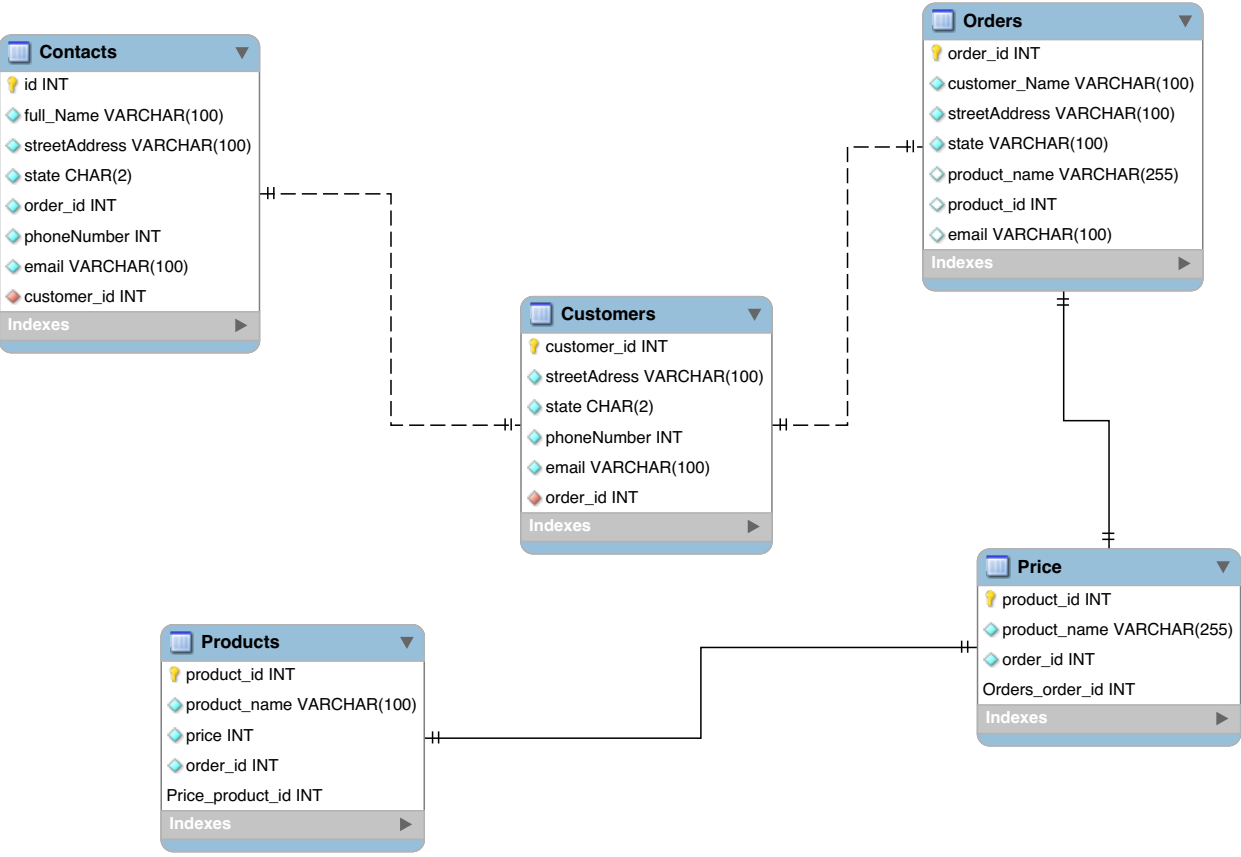 Contacts
id INT
full_Name VARCHAR(100)
streetAddress VARCHAR(100)
state CHAR(2)
order_id INT
phoneNumber INT
email VARCHAR(100)
customer_id INT
Indexes
Orders
order_id INT
customer_Name VARCHAR(100)
streetAddress VARCHAR(100)
state VARCHAR(100)
product_name VARCHAR(255)
product_id INT
email VARCHAR(100)
Indexes
Customers
customer_id INT
streetAdress VARCHAR(100)
state CHAR(2)
phoneNumber INT
email VARCHAR(100)
order_id INT
Indexes
Products
product_id INT
product_name VARCHAR(100)
price INT
order_id INT
Price_product_id INT
Indexes
Price
product_id INT
product_name VARCHAR(255)
order_id INT
Orders_order_id INT
Indexes